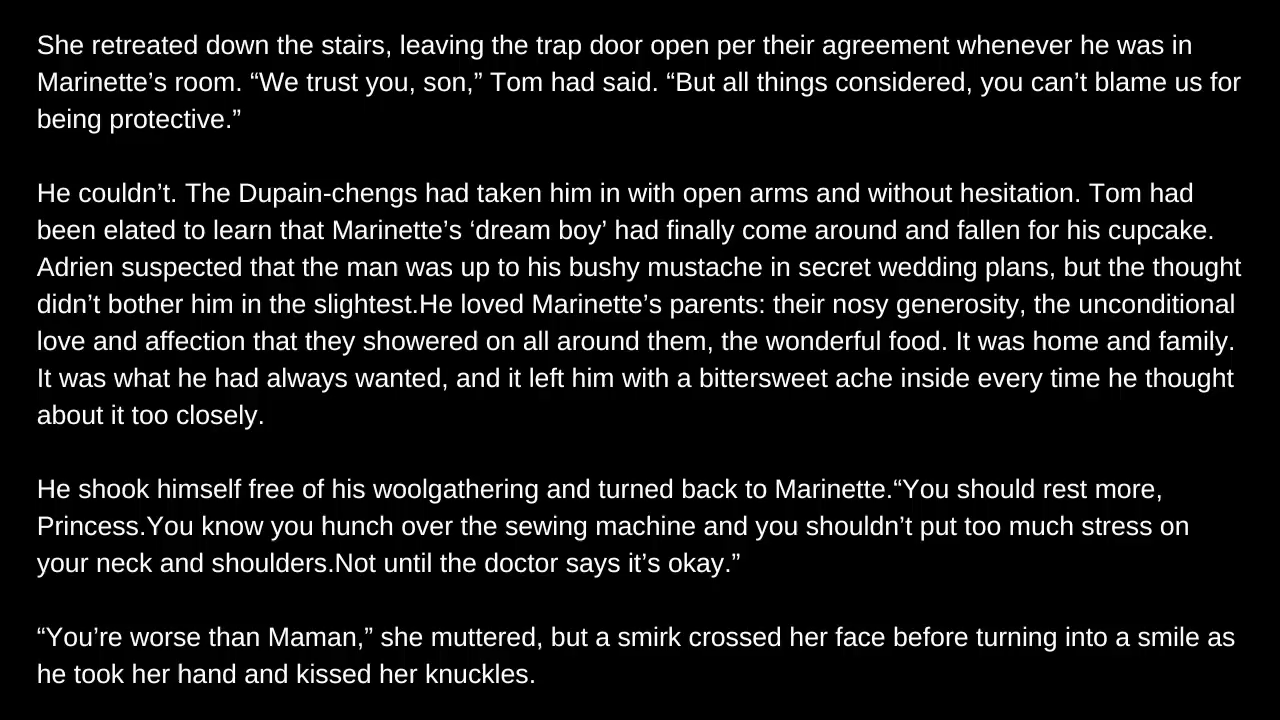 She retreated down the stairs, leaving the trap door open per their agreement whenever he was in
Marinette’s room. “We trust you, son,” Tom had said. “But all things considered, you can’t blame us for
being protective.”
He couldn’t. The Dupain-chengs had taken him in with open arms and without hesitation. Tom had
been elated to learn that Marinette’s ‘dream boy’ had finally come around and fallen for his cupcake.
Adrien suspected that the man was up to his bushy mustache in secret wedding plans, but the thought
didn’t bother him in the slightest.He loved Marinette’s parents: their nosy generosity, the unconditional
love and affection that they showered on all around them, the wonderful food. It was home and family.
It was what he had always wanted, and it left him with a bittersweet ache inside every time he thought
about it too closely.
He shook himself free of his woolgathering and turned back to Marinette.“You should rest more,
Princess.You know you hunch over the sewing machine and you shouldn’t put too much stress on
your neck and shoulders.Not until the doctor says it’s okay.”
“You’re worse than Maman,” she muttered, but a smirk crossed her face before turning into a smile as
he took her hand and kissed her knuckles.